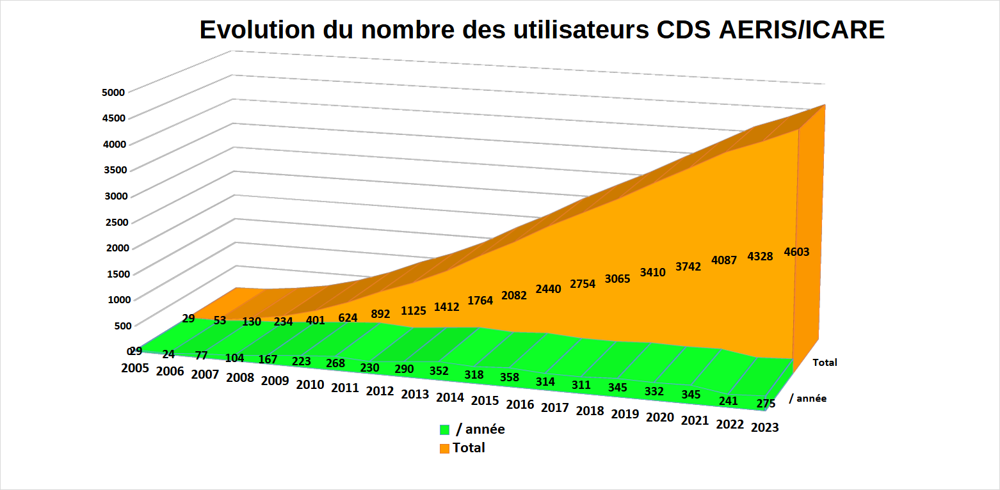 Evolution du nombre des utilisateurs CDS AERIS/ICARE
5000
4500
4000
3500
3000
2500
2000
1500
1000
500
0
29 53 130 234 401 624 892 1125 1412 1764 2082 2440 2754 3065 3410 3742 4087 4328 4603
29 24 77 104 167 223 268 230 290 352 318 358 314 311 345 332 345 241 275
2005 2006 2007 2008 2009 2010 2011 2012 2013 2014 2015 2016 2017 2018 2019 2020 2021 2022 2023
Total
/ année
/ année
Total